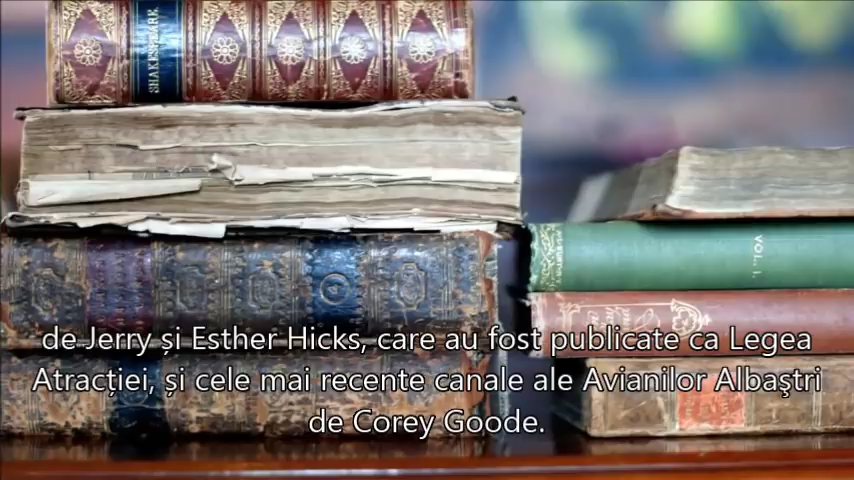 SHAKESPEARE
VOL. I.
de Jerry și Esther Hicks, care au fost publicate ca Legea
Atracției, și cele mai recente canale ale Avianilor Albaştri
de Corey Goode.